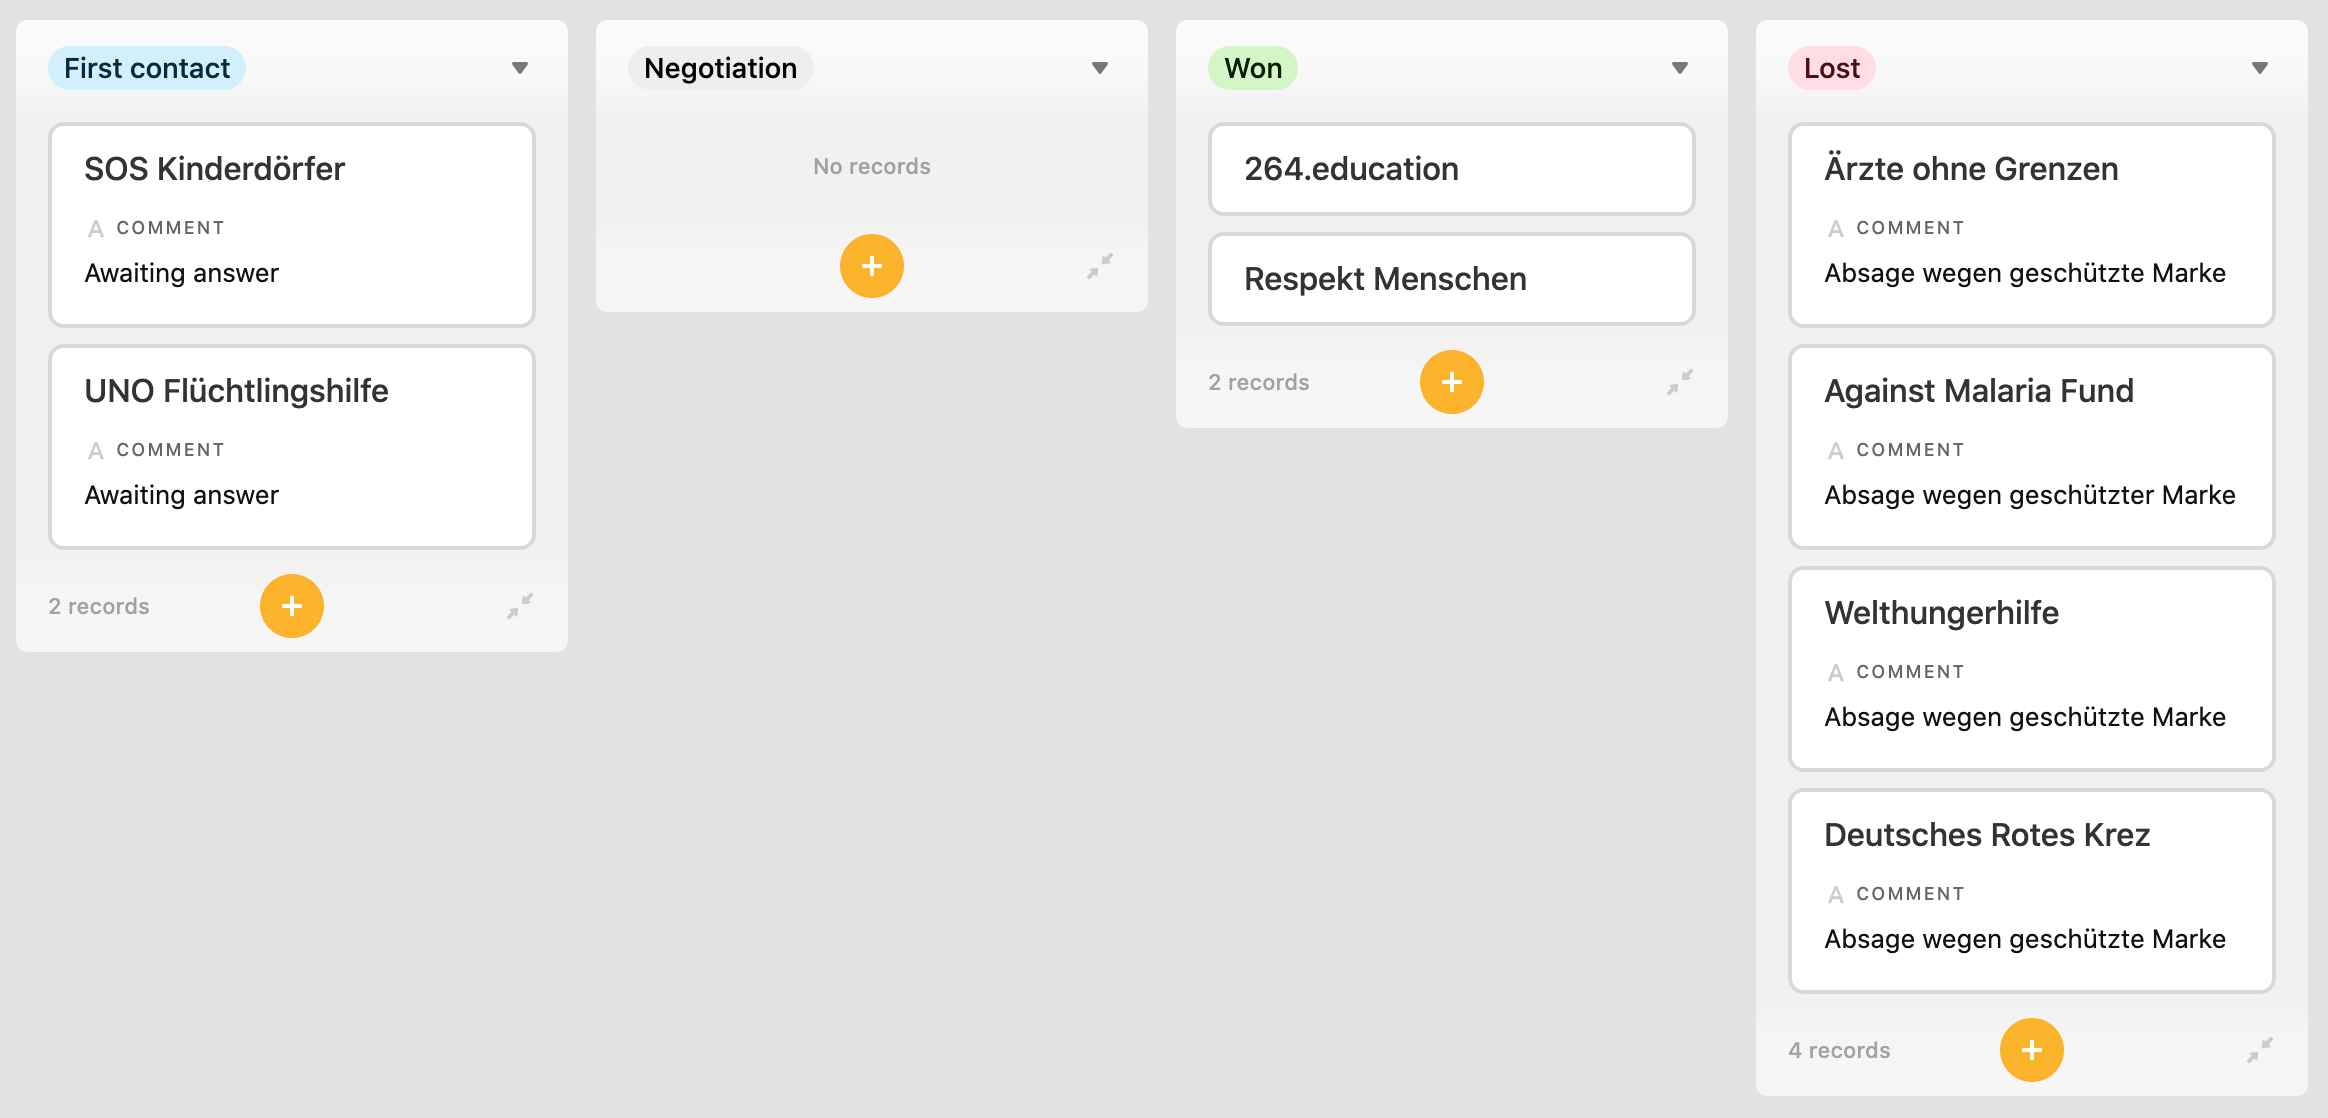 First contact
SOS Kinderdörfer
A COMMENT
Awaiting answer
UNO Flüchtlingshilfe
A COMMENT
Awaiting answer
2 records
Negotiation
No records
Won
264.education
Respekt Menschen
2 records
Lost
Ärzte ohne Grenzen
A COMMENT
Absage wegen geschützte Marke
Against Malaria Fund
A COMMENT
Absage wegen geschützter Marke
Welthungerhilfe
A COMMENT
Absage wegen geschützte Marke
Deutsches Rotes Krez
A COMMENT
Absage wegen geschützte Marke
4 records